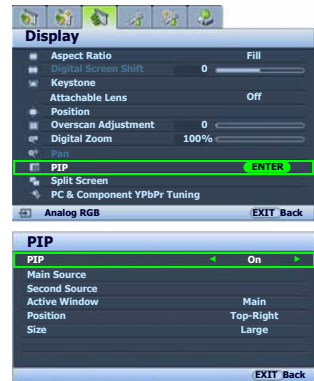 Display
Aspect Ratio Fill
Digital Screen Shift 0
Keystone
Attachable Lens Off
Position
Overscan Adjustment 0
Digital Zoom 100%
Pan
PIP ENTER
Split Screen
PC & Component YPbPr Tuning
Analog RGB EXIT Back
PIP
PIP On
Main Source
Second Source
Active Window Main
Position Top-Right
Size Large
EXIT Back